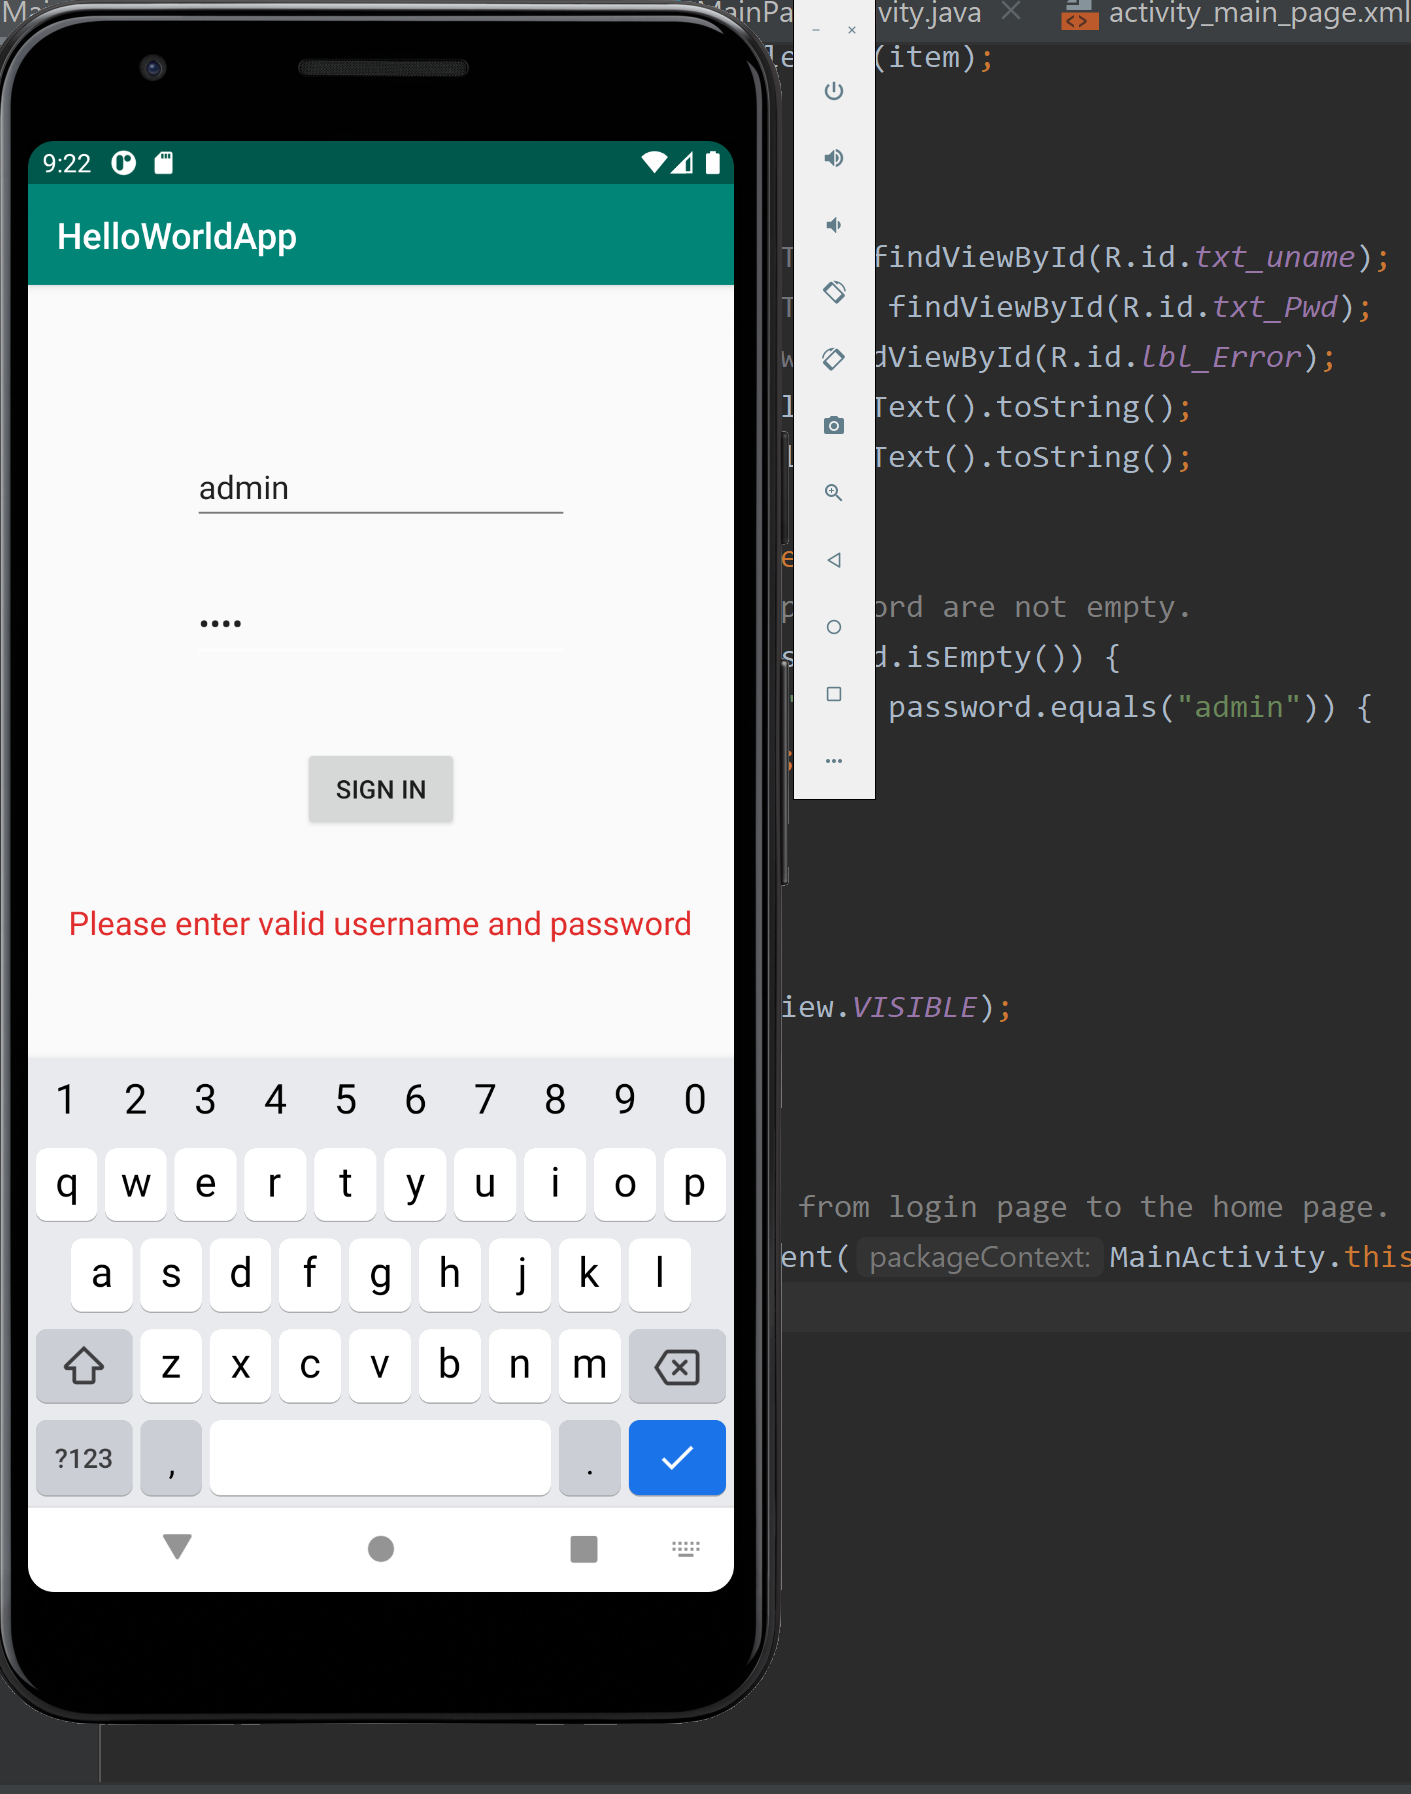 vity.java
activity_main_page.xml
(item);
9:22
HelloWorldApp
findViewById(R.id.txt_uname);
findViewById(R.id.txt_Pwd);
dViewById(R.id.lbl_Error);
Text().toString();
Text().toString();
admin
••••
ord are not empty.
d.isEmpty()) {
password.equals("admin")) {
SIGN IN
Please enter valid username and password
iew.VISIBLE);
from login page to the home page.
ent( packageContext: MainActivity.this
1 2 3 4 5 6 7 8 9 0
q w e r t y u i o p
a s d f g h j k l
z x c v b n m
?123 , .